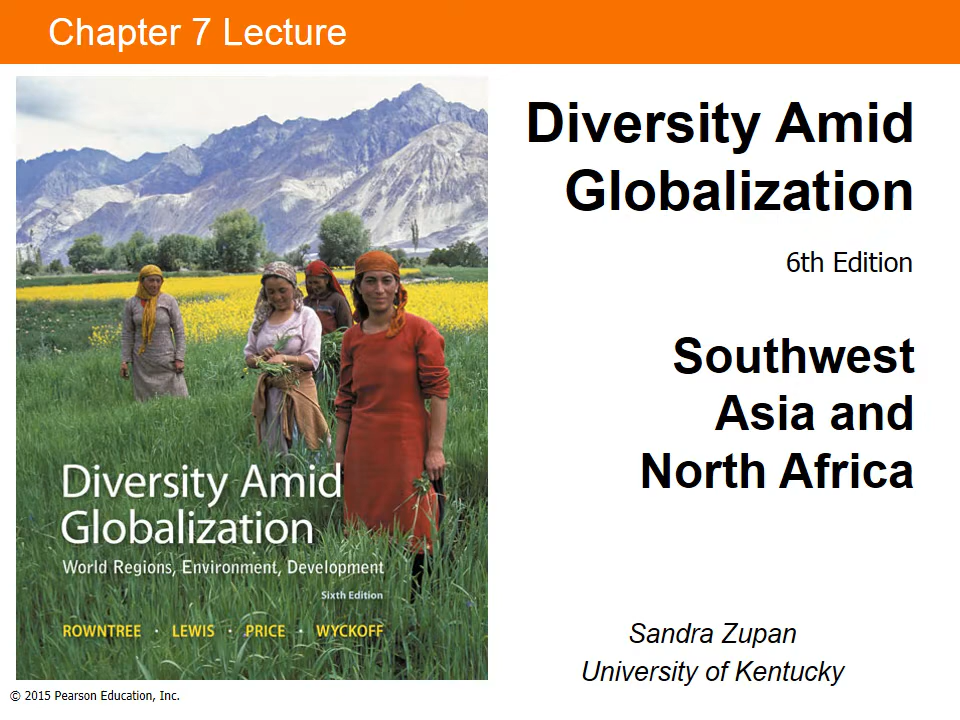 Chapter 7 Lecture
Diversity Amid
Globalization
6th Edition
Southwest
Asia and
North Africa
Sandra Zupan
University of Kentucky
Diversity Amid
Globalization
World Regions, Environment, Development
Sixth Edition
ROWNTREE · LEWIS · PRICE · WYCKOFF
© 2015 Pearson Education, Inc.